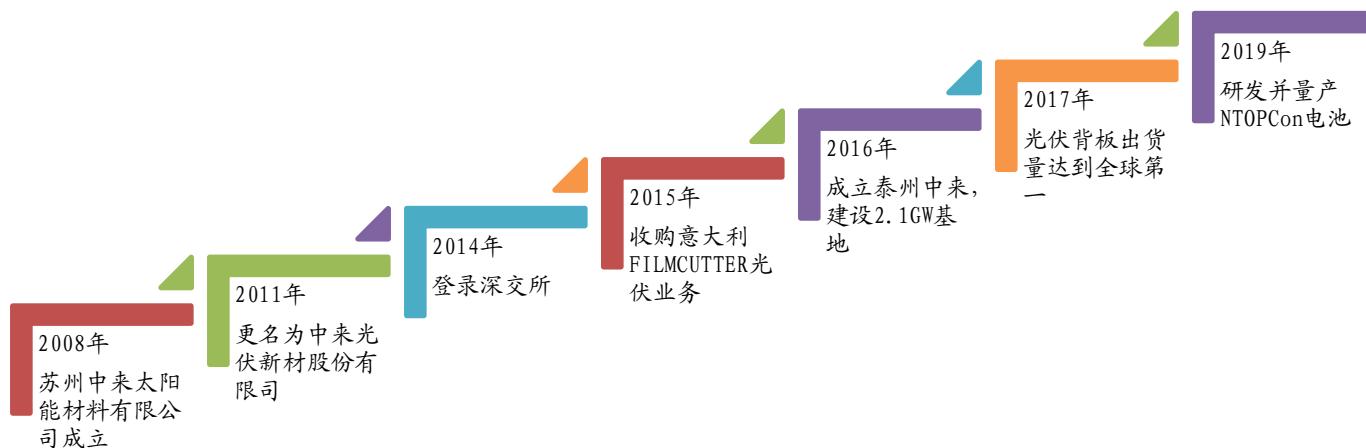 2008年
苏州中来太阳
能材料有限公
司成立
2011年
更名为中来光
伏新材股份有
限司
2014年
登录深交所
2015年
收购意大利
FILMCUTTER光
伏业务
2016年
成立泰州中来,
建设2.1GW基
地
2017年
光伏背板出货
量达到全球第
一
2019年
研发并量产
NTOPCon电池